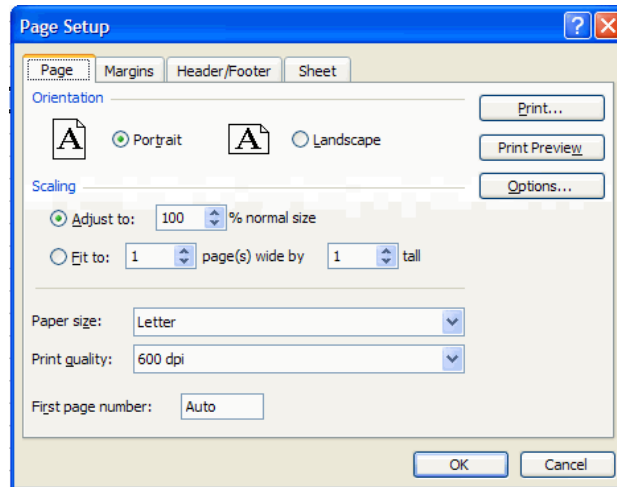 Page Setup
Page Margins Header/Footer Sheet
Orientation
Print...
A Portrait A Landscape
Print Preview
Scaling
Options...
Adjust to: 100 % normal size
Fit to: 1 page(s) wide by 1 tall
Paper size: Letter
Print quality: 600 dpi
First page number: Auto
OK Cancel